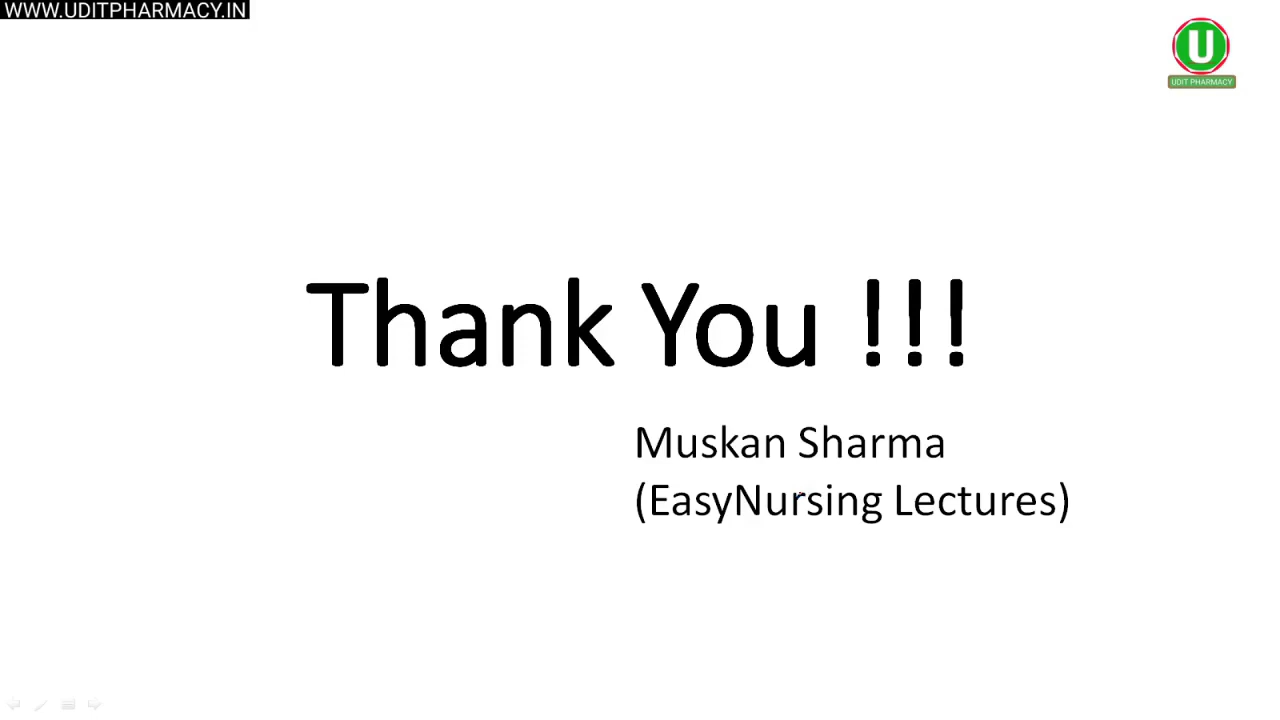 WWW.UDITPHARMACY.IN
U
UDIT PHARMACY
Thank You !!!
Muskan Sharma
(EasyNursing Lectures)